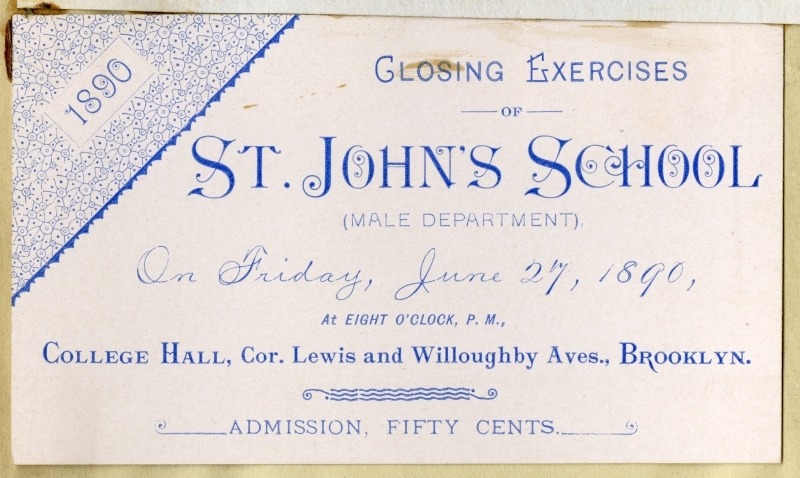 1890
CLOSING EXERCISES
OF
ST. JOHN'S SCHOOL
(MALE DEPARTMENT),
On Friday, June 27, 1890,
At EIGHT O'CLOCK, P. M.,
COLLEGE HALL, Cor. Lewis and Willoughby Aves., BROOKLYN.
ADMISSION, FIFTY CENTS.